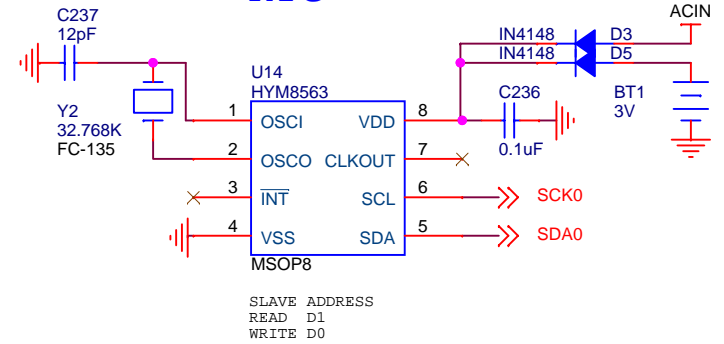 C237
12pF
ACIN
IN4148
D3
IN4148
D5
U14
HYM8563
C236
BT1
3V
Y2
32.768K
FC-135
0.1uF
1
OSCI
VDD
8
2
OSCO
CLKOUT
7
3
INT
SCL
6
SCK0
4
VSS
SDA
5
SDA0
MSOP8
SLAVE ADDRESS
READ D1
WRITE D0